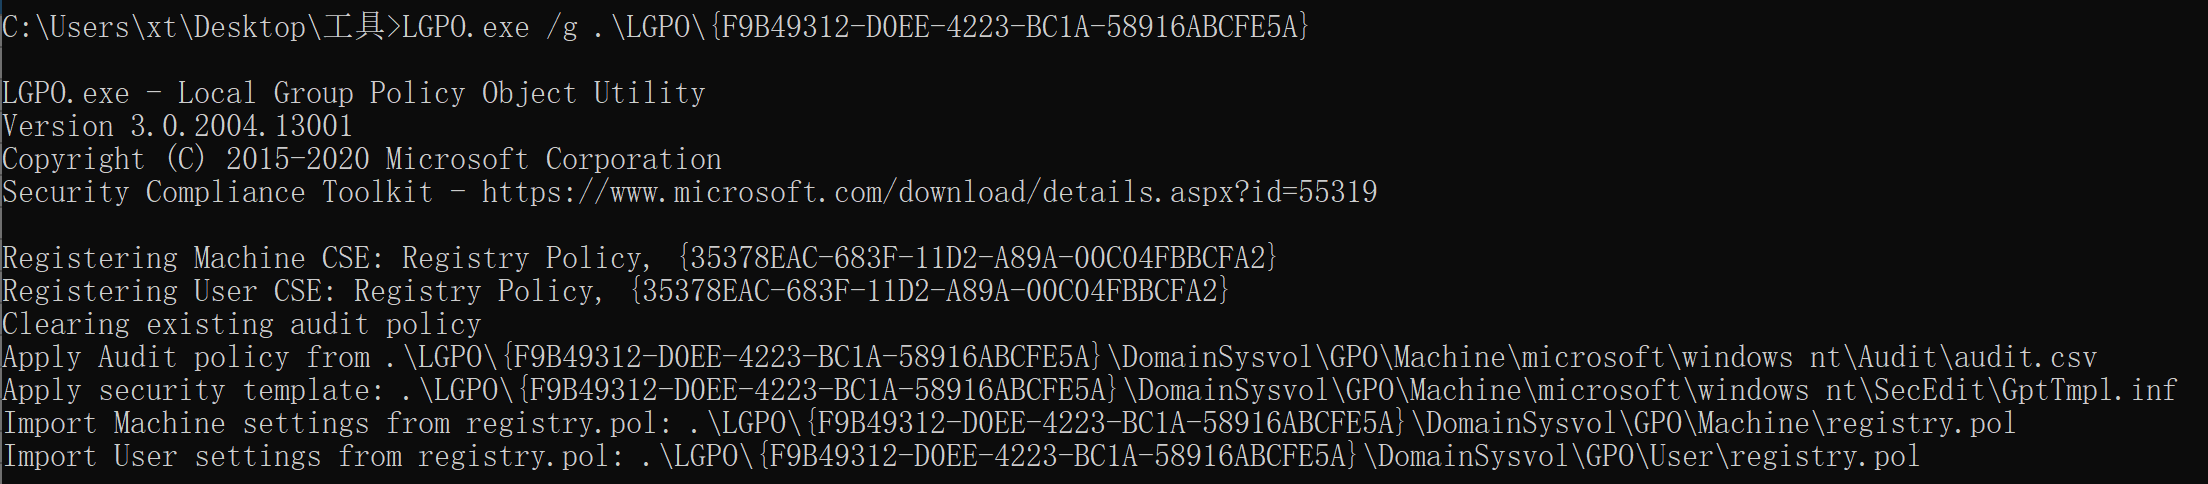 C:\Users\xt\Desktop\工具>LGPO.exe /g .\LGPO\{F9B49312-D0EE-4223-BC1A-58916ABCFE5A}
LGPO.exe - Local Group Policy Object Utility
Version 3.0.2004.13001
Copyright (C) 2015-2020 Microsoft Corporation
Security Compliance Toolkit - https://www.microsoft.com/download/details.aspx?id=55319
Registering Machine CSE: Registry Policy, {35378EAC-683F-11D2-A89A-00C04FBBCFA2}
Registering User CSE: Registry Policy, {35378EAC-683F-11D2-A89A-00C04FBBCFA2}
Clearing existing audit policy
Apply Audit policy from .\LGPO\{F9B49312-D0EE-4223-BC1A-58916ABCFE5A}\DomainSysvol\GPO\Machine\microsoft\windows nt\Audit\audit.csv
Apply security template: .\LGPO\{F9B49312-D0EE-4223-BC1A-58916ABCFE5A}\DomainSysvol\GPO\Machine\microsoft\windows nt\SecEdit\GptTmpl.inf
Import Machine settings from registry.pol: .\LGPO\{F9B49312-D0EE-4223-BC1A-58916ABCFE5A}\DomainSysvol\GPO\Machine\registry.pol
Import User settings from registry.pol: .\LGPO\{F9B49312-D0EE-4223-BC1A-58916ABCFE5A}\DomainSysvol\GPO\User\registry.pol